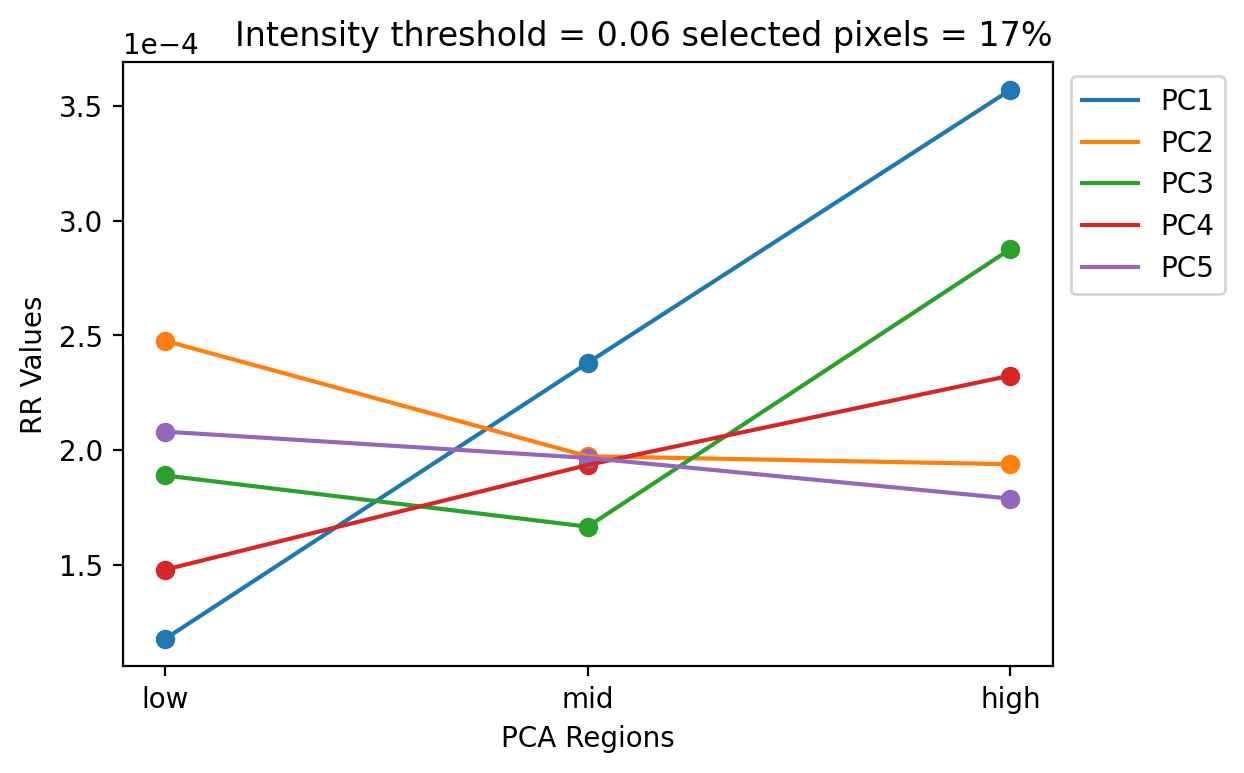 Intensity threshold = 0.06 selected pixels = 17%
1e−4
3.5
3.0
2.5
2.0
1.5
RR Values
low
mid
high
PCA Regions
PC1
PC2
PC3
PC4
PC5